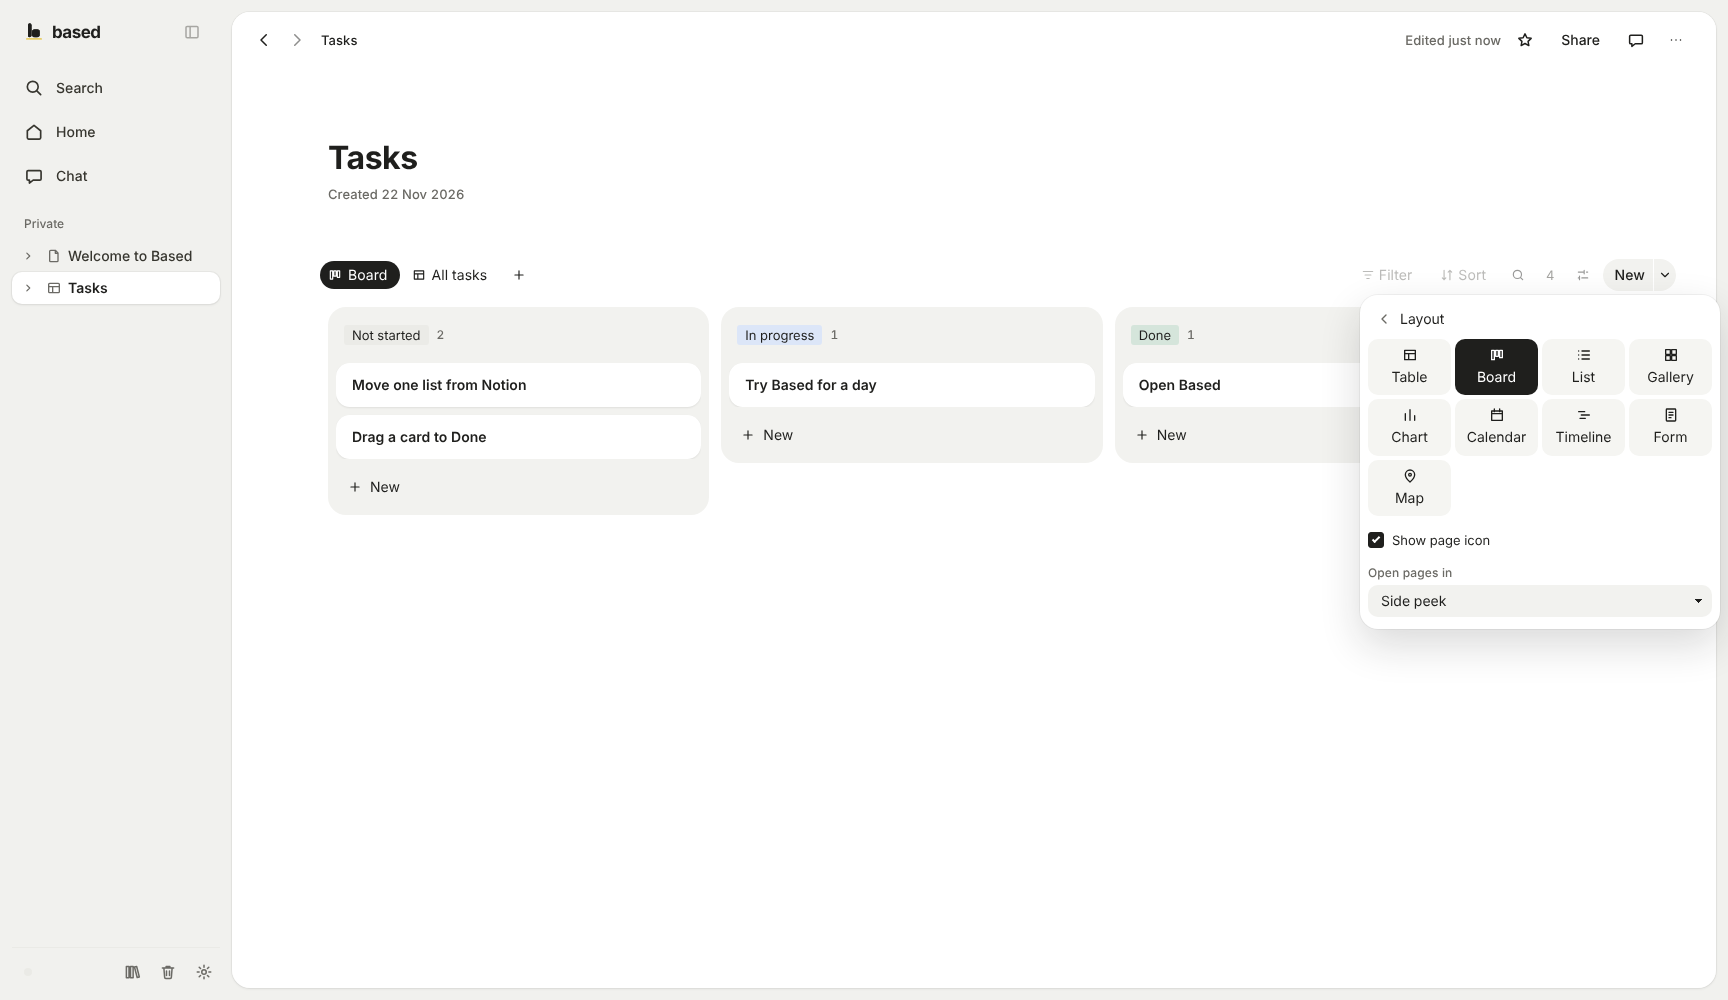 based
Search
Home
Chat
Private
Welcome to Based
Tasks
Tasks
Edited just now
Share
Tasks
Created 22 Nov 2026
Board
All tasks
Filter
Sort
4
New
Not started 2
Move one list from Notion
Drag a card to Done
New
In progress 1
Try Based for a day
New
Done 1
Open Based
New
Layout
Table
Board
List
Gallery
Chart
Calendar
Timeline
Form
Map
Show page icon
Open pages in
Side peek